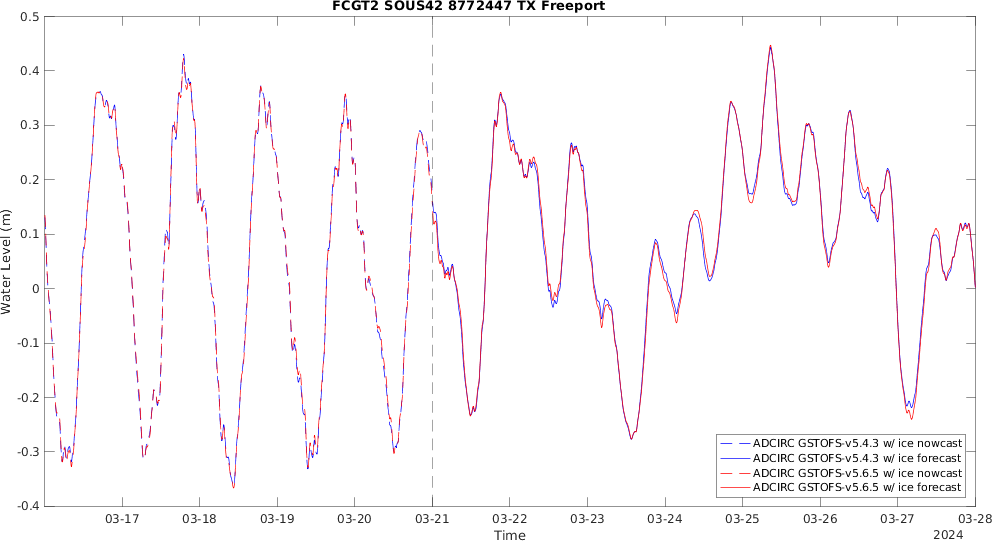 FCGT2 SOUS42 8772447 TX Freeport
Water Level (m)
0.5
0.4
0.3
0.2
0.1
0
-0.1
-0.2
-0.3
-0.4
ADCIRC GSTOFS-v5.4.3 w/ ice nowcast
ADCIRC GSTOFS-v5.4.3 w/ ice forecast
ADCIRC GSTOFS-v5.6.5 w/ ice nowcast
ADCIRC GSTOFS-v5.6.5 w/ ice forecast
03-17 03-18 03-19 03-20 03-21 03-22 03-23 03-24 03-25 03-26 03-27 03-28
Time
2024